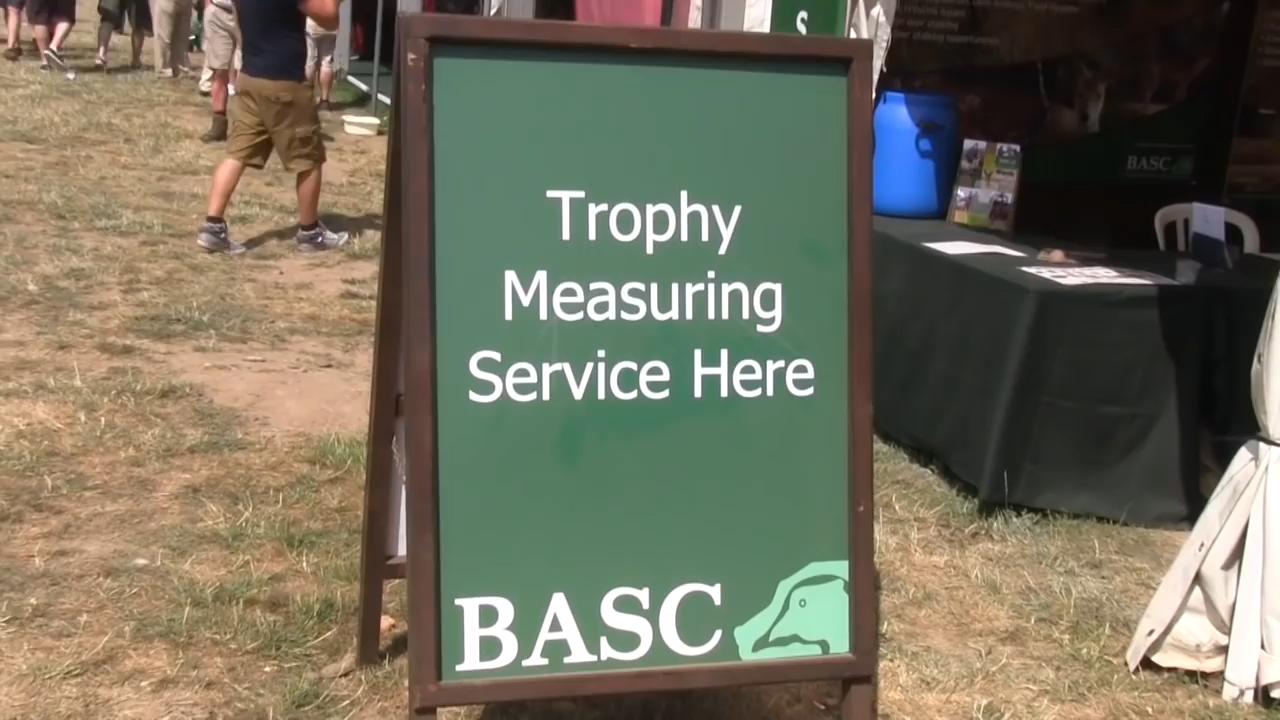 S
Trophy
Measuring
Service Here
BASC
BASC